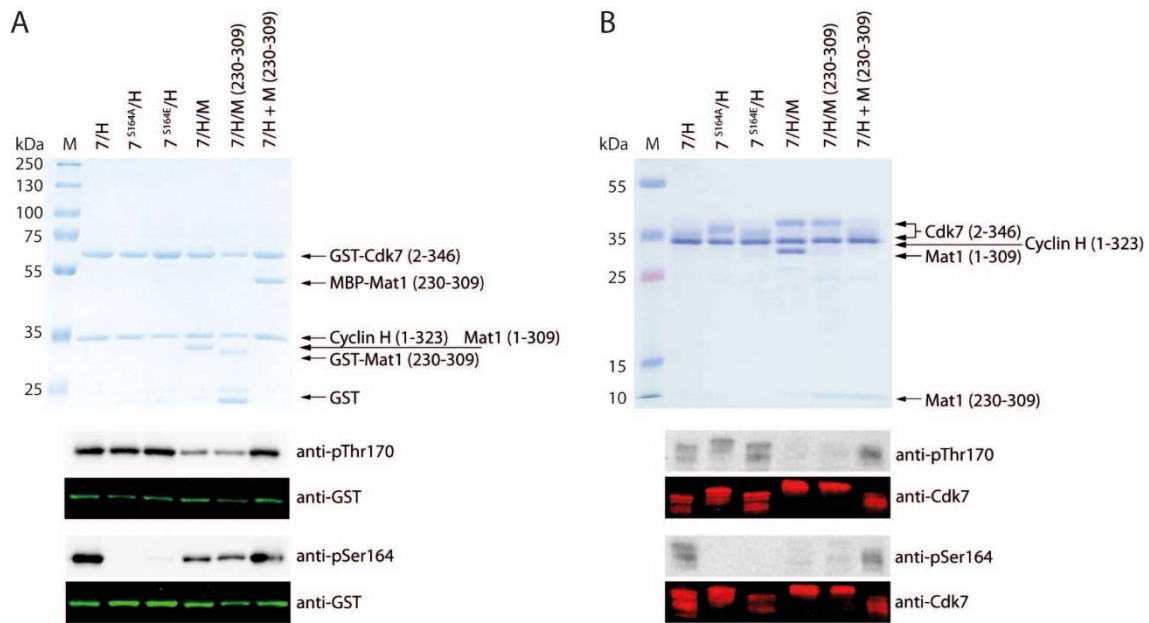 A
7/H
7 S164A/H
7 S164E/H
7/H/M
7/H/M (230-309)
7/H + M (230-309)
kDa M
250
130
100
75
55
35
25
GST-Cdk7 (2-346)
MBP-Mat1 (230-309)
Cyclin H (1-323) Mat1 (1-309)
GST-Mat1 (230-309)
GST
anti-pThr170
anti-GST
anti-pSer164
anti-GST
B
7/H
7 S164A/H
7 S164E/H
7/H/M
7/H/M (230-309)
7/H + M (230-309)
kDa M
55
35
25
15
10
Cdk7 (2-346)
Cyclin H (1-323)
Mat1 (1-309)
Mat1 (230-309)
anti-pThr170
anti-Cdk7
anti-pSer164
anti-Cdk7